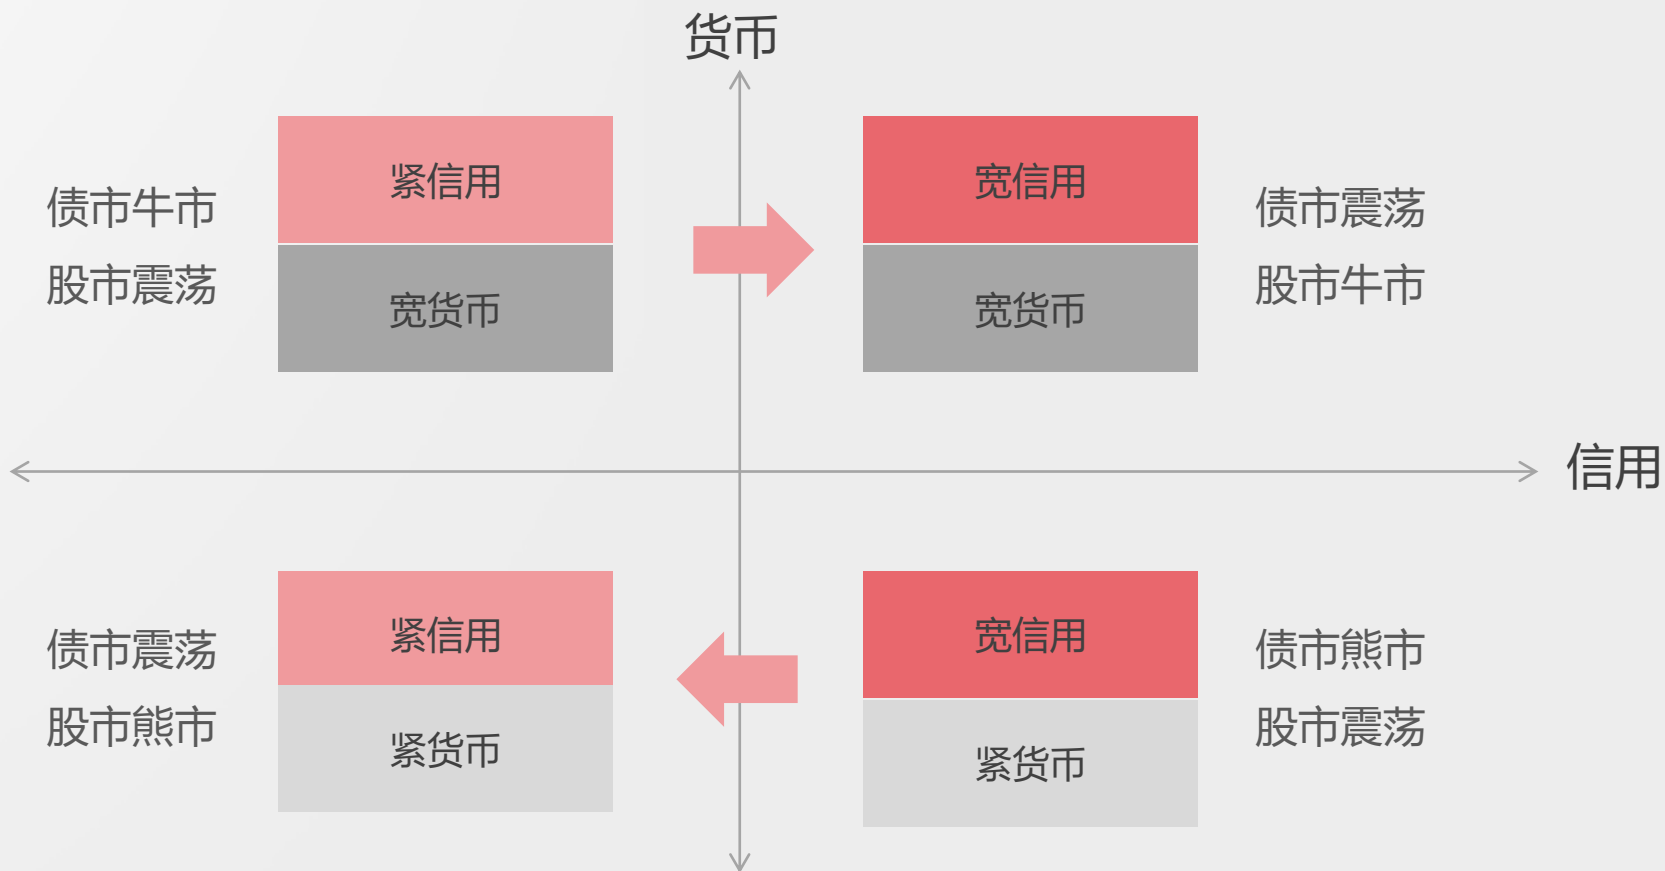 货币
债市牛市
股市震荡
紧信用
宽货币
宽信用
宽货币
债市震荡
股市牛市
信用
债市震荡
股市熊市
紧信用
紧货币
宽信用
紧货币
债市熊市
股市震荡